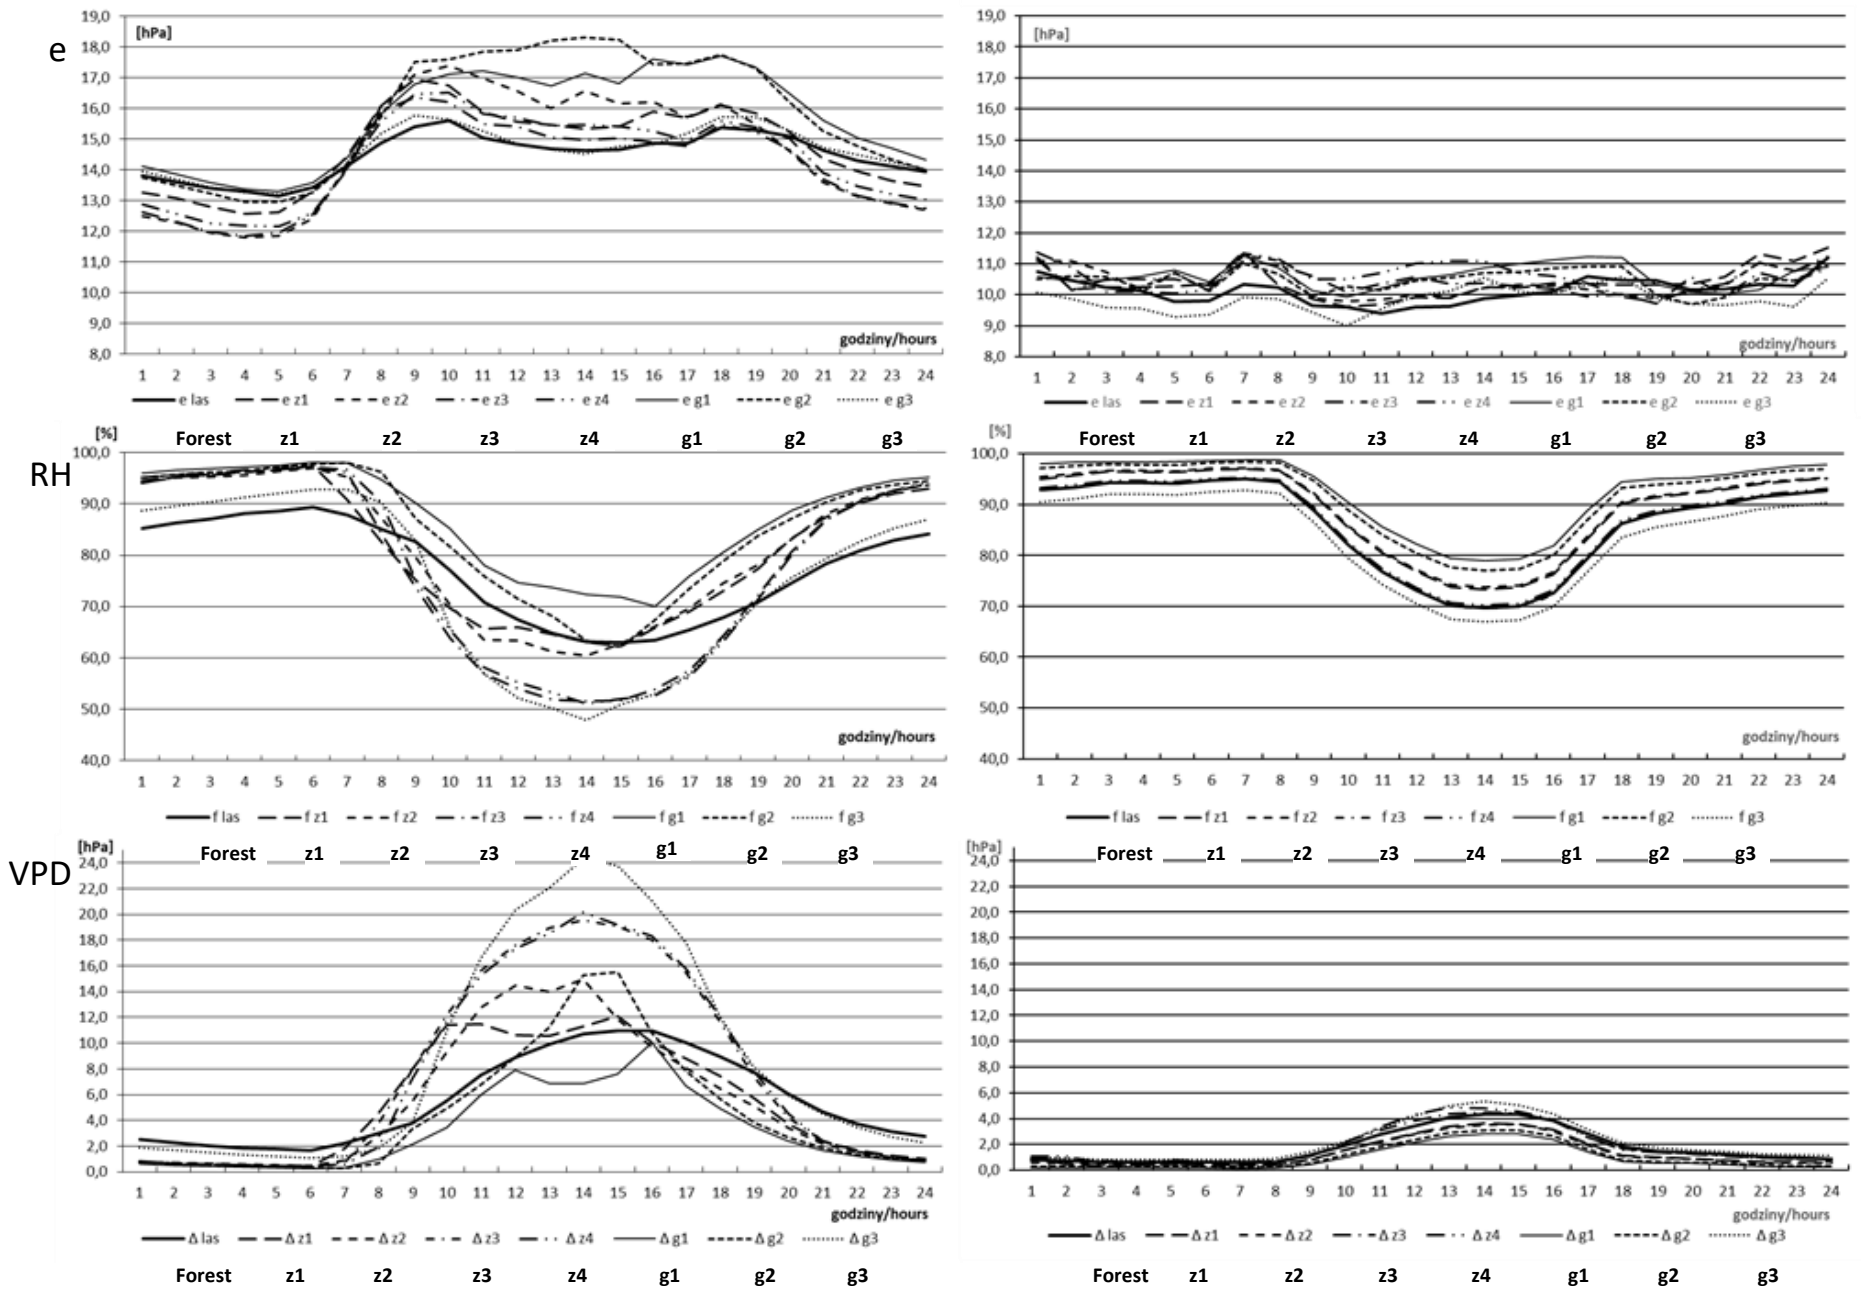 e
[hPa]
19,0
18,0
17,0
16,0
15,0
14,0
13,0
12,0
11,0
10,0
9,0
8,0
godziny/hours
1 2 3 4 5 6 7 8 9 10 11 12 13 14 15 16 17 18 19 20 21 22 23 24
e las e z1 e z2 e z3 e z4 e g1 e g2 e g3
Forest z1 z2 z3 z4 g1 g2 g3
[hPa]
19,0
18,0
17,0
16,0
15,0
14,0
13,0
12,0
11,0
10,0
9,0
8,0
godziny/hours
1 2 3 4 5 6 7 8 9 10 11 12 13 14 15 16 17 18 19 20 21 22 23 24
e las e z1 e z2 e z3 e z4 e g1 e g2 e g3
Forest z1 z2 z3 z4 g1 g2 g3
RH
[%]
100,0
90,0
80,0
70,0
60,0
50,0
40,0
godziny/hours
1 2 3 4 5 6 7 8 9 10 11 12 13 14 15 16 17 18 19 20 21 22 23 24
f las f z1 f z2 f z3 f z4 f g1 f g2 f g3
Forest z1 z2 z3 z4 g1 g2 g3
[%]
100,0
90,0
80,0
70,0
60,0
50,0
40,0
godziny/hours
1 2 3 4 5 6 7 8 9 10 11 12 13 14 15 16 17 18 19 20 21 22 23 24
f las f z1 f z2 f z3 f z4 f g1 f g2 f g3
Forest z1 z2 z3 z4 g1 g2 g3
VPD
[hPa]
24,0
22,0
20,0
18,0
16,0
14,0
12,0
10,0
8,0
6,0
4,0
2,0
0,0
1 2 3 4 5 6 7 8 9 10 11 12 13 14 15 16 17 18 19 20 21 22 23 24
godziny/hours
Δ las Δ z1 Δ z2 Δ z3 Δ z4 Δ g1 Δ g2 Δ g3
Forest z1 z2 z3 z4 g1 g2 g3
[hPa]
24,0
22,0
20,0
18,0
16,0
14,0
12,0
10,0
8,0
6,0
4,0
2,0
0,0
1 2 3 4 5 6 7 8 9 10 11 12 13 14 15 16 17 18 19 20 21 22 23 24
godziny/hours
Δ las Δ z1 Δ z2 Δ z3 Δ z4 Δ g1 Δ g2 Δ g3
Forest z1 z2 z3 z4 g1 g2 g3